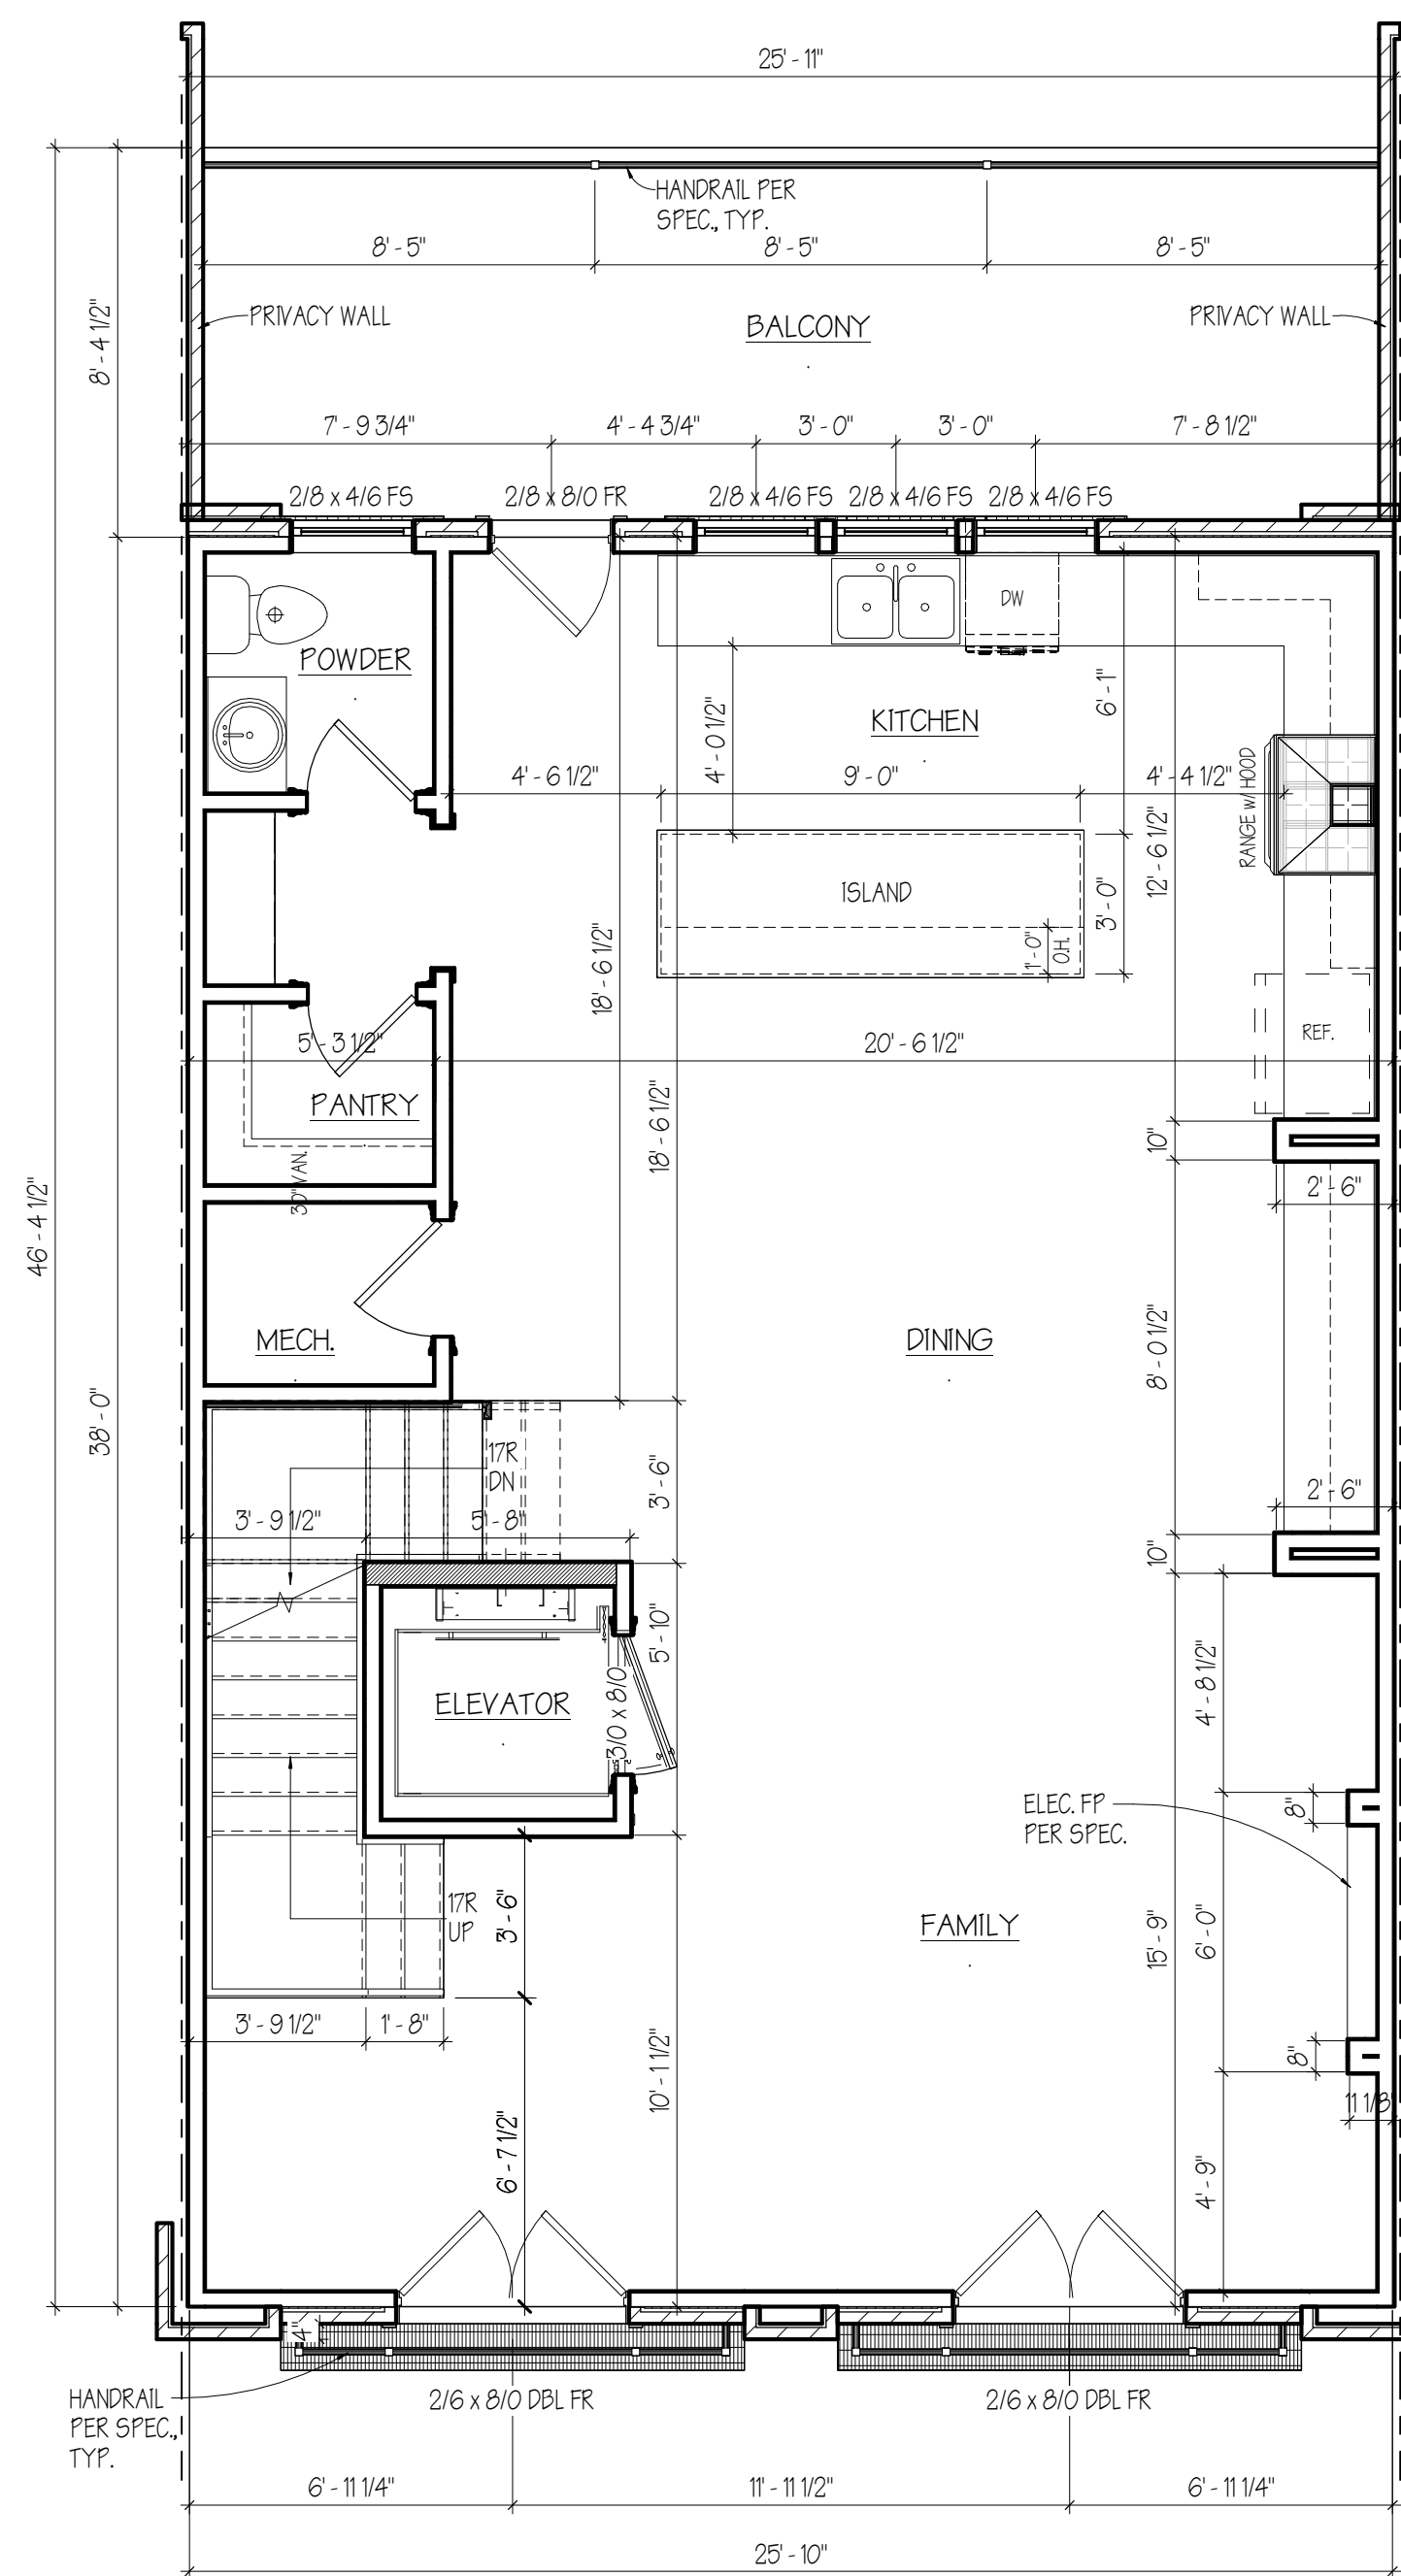 25' - 11"
HANDRAIL PER
SPEC., TYP.
8' - 5"
8' - 5"
8' - 5"
PRIVACY WALL
BALCONY
PRIVACY WALL
8' - 4 1/2"
7' - 9 3/4"
4' - 4 3/4"
3' - 0"
3' - 0"
7' - 8 1/2"
2/8 x 4/6 FS
2/8 x 8/0 FR
2/8 x 4/6 FS
2/8 x 4/6 FS
2/8 x 4/6 FS
DW
POWDER
KITCHEN
4' - 0 1/2"
6' - 1"
4' - 6 1/2"
9' - 0"
4' - 4 1/2"
RANGE W/ HOOD
12' - 6 1/2"
ISLAND
3' - 0"
1' - 0"
O.H.
18' - 6 1/2"
REF.
5' - 3 1/2"
20' - 6 1/2"
PANTRY
18' - 6 1/2"
10"
30" VAN.
2' - 6"
46' - 4 1/2"
MECH.
DINING
8' - 0 1/2"
38' - 0"
17R
DN
3' - 6"
2' - 6"
3' - 9 1/2"
5' - 8"
10"
5' - 10"
4' - 8 1/2"
ELEVATOR
3/0 x 8/0
ELEC. FP
PER SPEC.
8"
17R
UP
3' - 6"
FAMILY
15' - 9"
6' - 0"
3' - 9 1/2"
1' - 8"
8"
10' - 1 1/2"
11 1/8"
6' - 7 1/2"
4' - 9"
4"
HANDRAIL
PER SPEC.,
TYP.
2/6 x 8/0 DBL FR
2/6 x 8/0 DBL FR
6' - 11 1/4"
11' - 11 1/2"
6' - 11 1/4"
25' - 10"